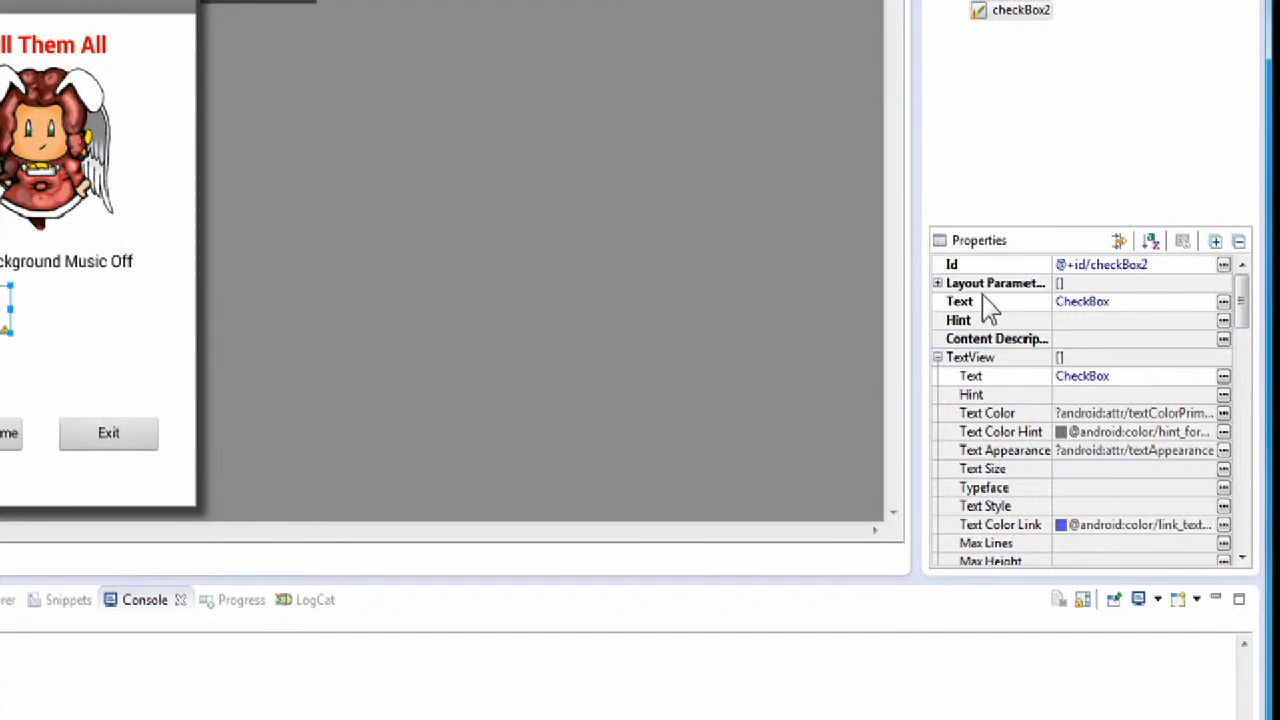 checkBox2
ll Them All
ckground Music Off
me
Exit
Properties
Id @+id/checkBox2
Layout Paramet... []
Text CheckBox
Hint
Content Descrip...
TextView []
Text CheckBox
Hint
Text Color ?android:attr/textColorPrim...
Text Color Hint @android:color/hint_for...
Text Appearance ?android:attr/textAppearance
Text Size
Typeface
Text Style
Text Color Link @android:color/link_text...
Max Lines
Max Height
rer Snippets Console Progress LogCat